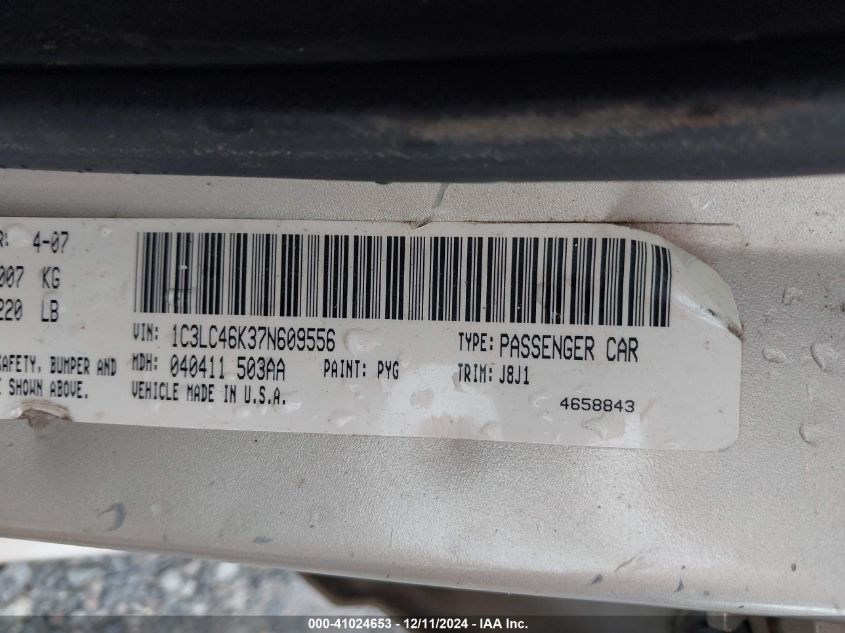 R: 4-07
007 KG
220 LB
SAFETY, BUMPER AND
E SHOWN ABOVE.
VIN: 1C3LC46K37N609556
TYPE: PASSENGER CAR
MDH: 040411 503AA
PAINT: PYG
TRIM: J8J1
VEHICLE MADE IN U.S.A.
4658843
000-41024653 - 12/11/2024 - IAA Inc.